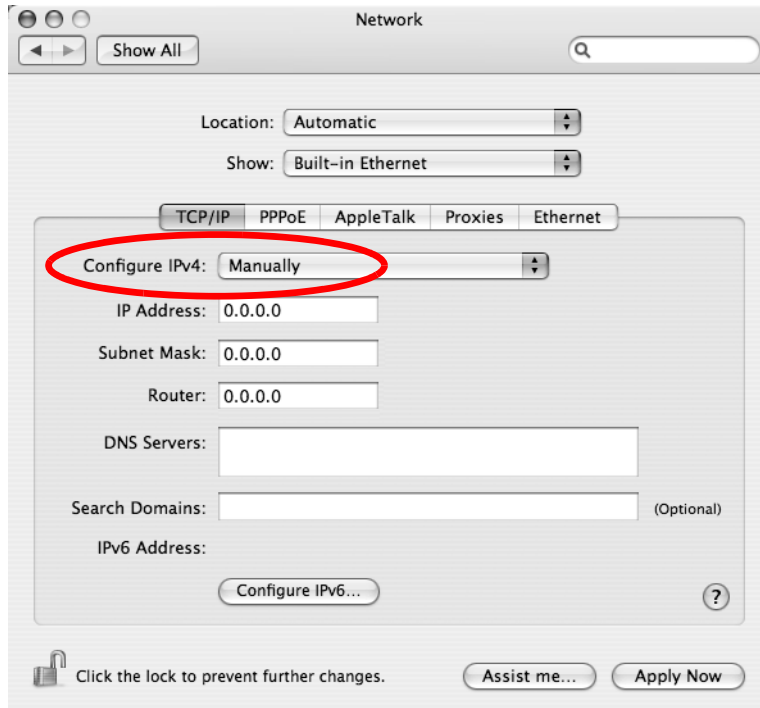 Network
Show All
Location: Automatic
Show: Built-in Ethernet
TCP/IP PPPoE AppleTalk Proxies Ethernet
Configure IPv4: Manually
IP Address: 0.0.0.0
Subnet Mask: 0.0.0.0
Router: 0.0.0.0
DNS Servers:
Search Domains: (Optional)
IPv6 Address:
Configure IPv6...
?
Click the lock to prevent further changes. Assist me... Apply Now